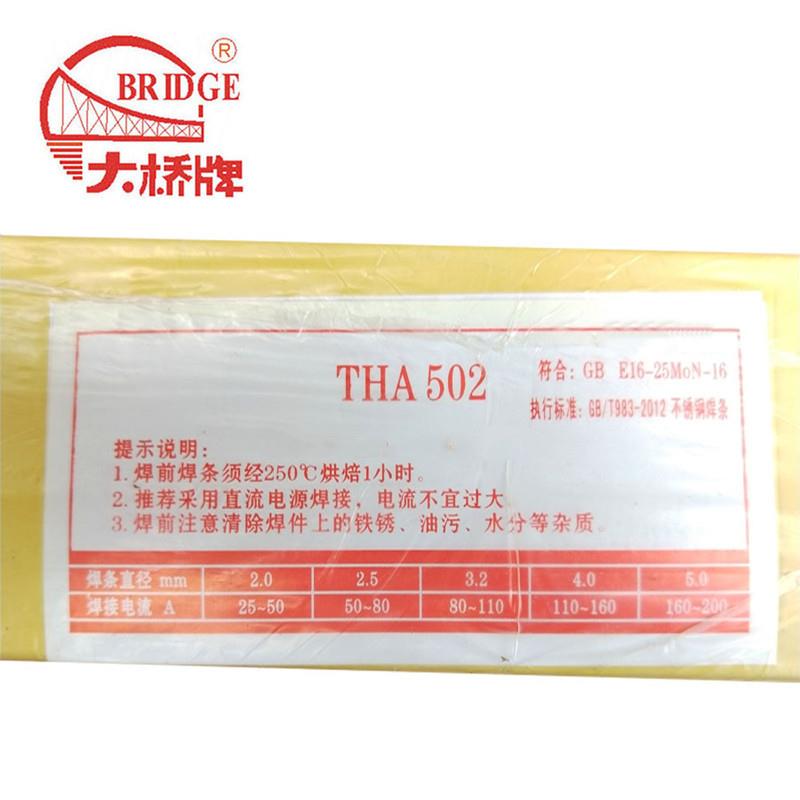 BRIDGE ®
大桥牌
THA 502
符合: GB E16-25MoN-16
执行标准: GB/T983-2012 不锈钢焊条
提示说明:
1. 焊前焊条须经250℃烘焙1小时。
2. 推荐采用直流电源焊接，电流不宜过大
3. 焊前注意清除焊件上的铁锈、油污、水分等杂质。
焊条直径 mm 2.0 2.5 3.2 4.0 5.0
焊接电流 A 25~50 50~80 80~110 110~160 160~200